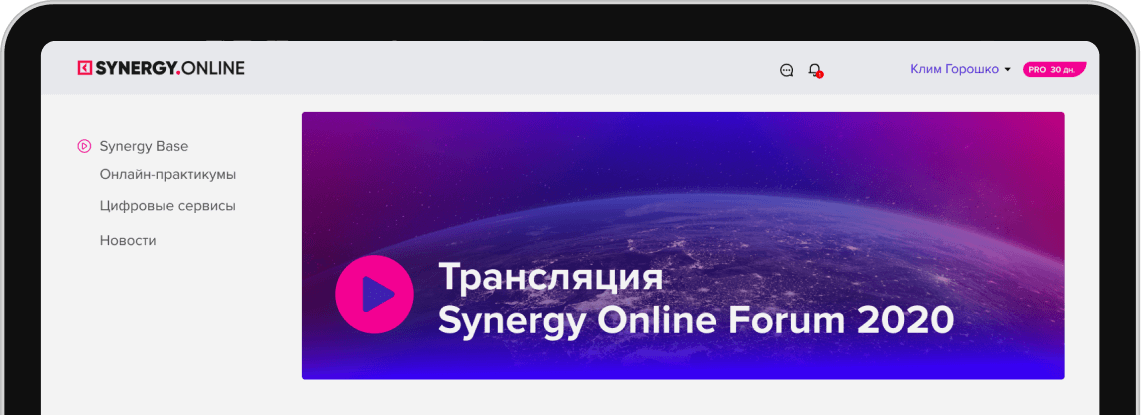 SYNERGY.ONLINE
Клим Горошко
PRO 30 дн.
Synergy Base
Онлайн-практикумы
Цифровые сервисы
Новости
Трансляция
Synergy Online Forum 2020